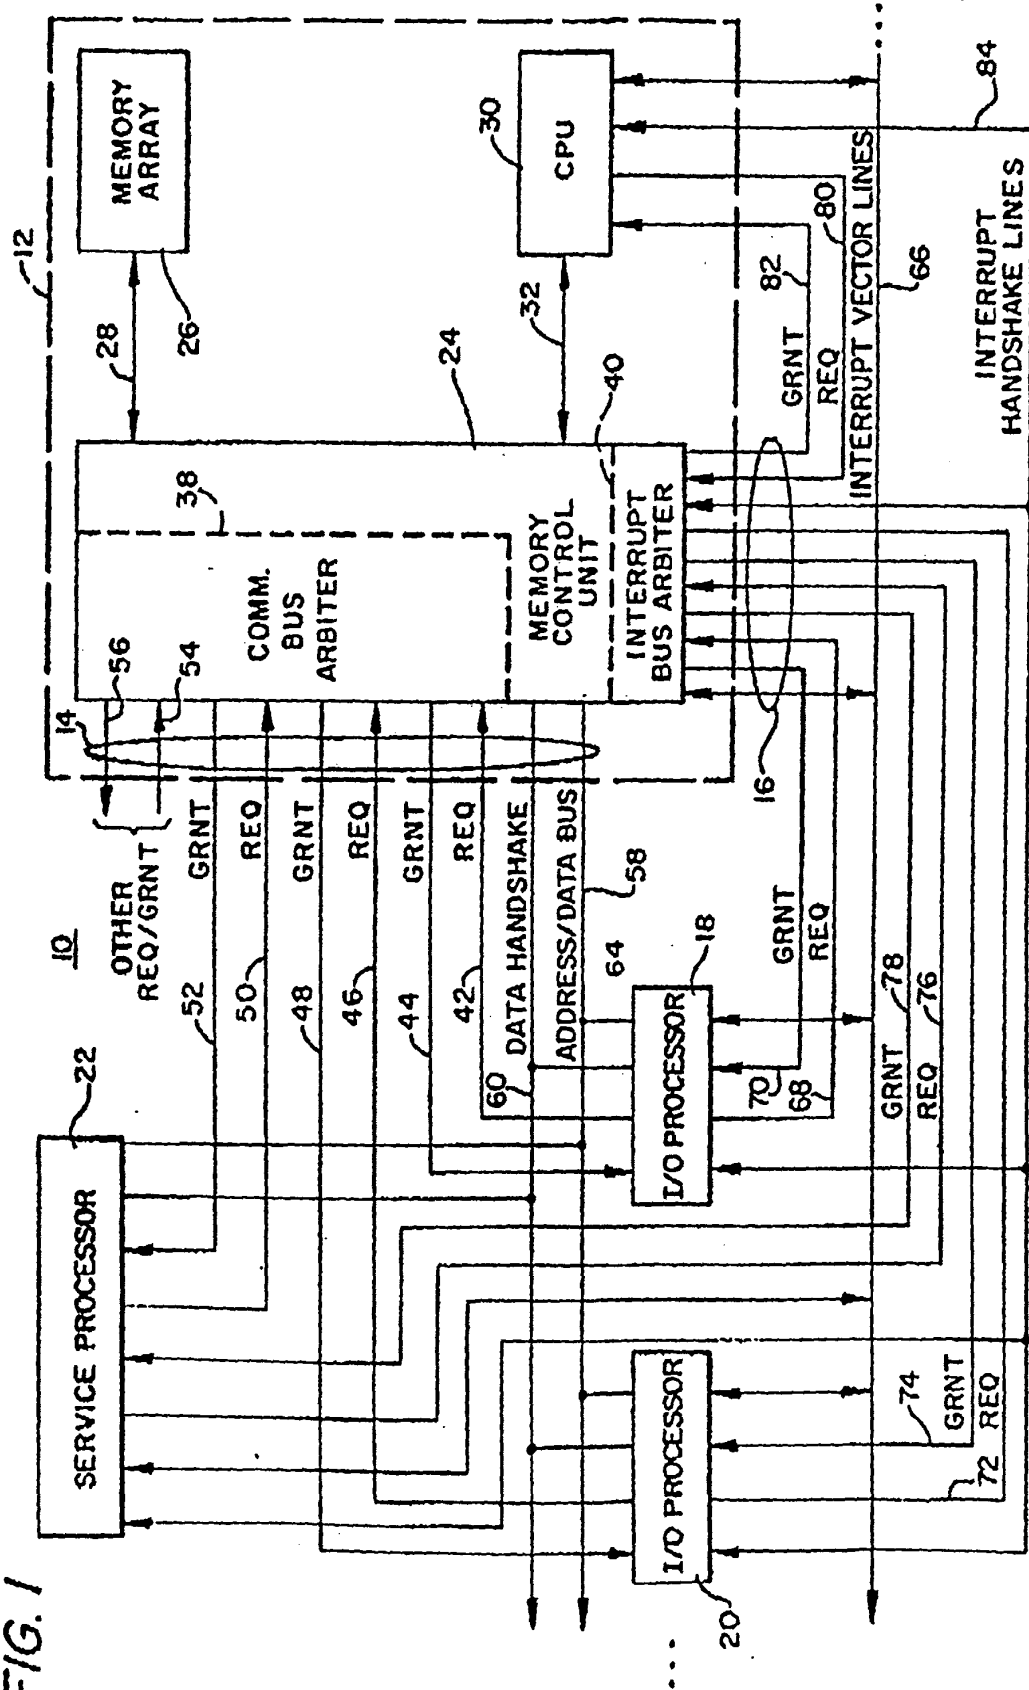 FIG. 1
10
12
22
SERVICE PROCESSOR
OTHER
REQ/GRNT
56
54
14
52
GRNT
50
REQ
48
GRNT
46
REQ
44
GRNT
42
REQ
60
DATA HANDSHAKE
ADDRESS/DATA BUS
58
64
COMM.
BUS
ARBITER
38
MEMORY
CONTROL
UNIT
24
40
INTERRUPT
BUS ARBITER
MEMORY
ARRAY
26
28
CPU
30
32
I/O PROCESSOR
18
I/O PROCESSOR
20
...
16
GRNT
REQ
70
68
82
GRNT
REQ
80
INTERRUPT VECTOR LINES
66
...
GRNT
78
REQ
76
74
GRNT
REQ
72
INTERRUPT
HANDSHAKE LINES
84